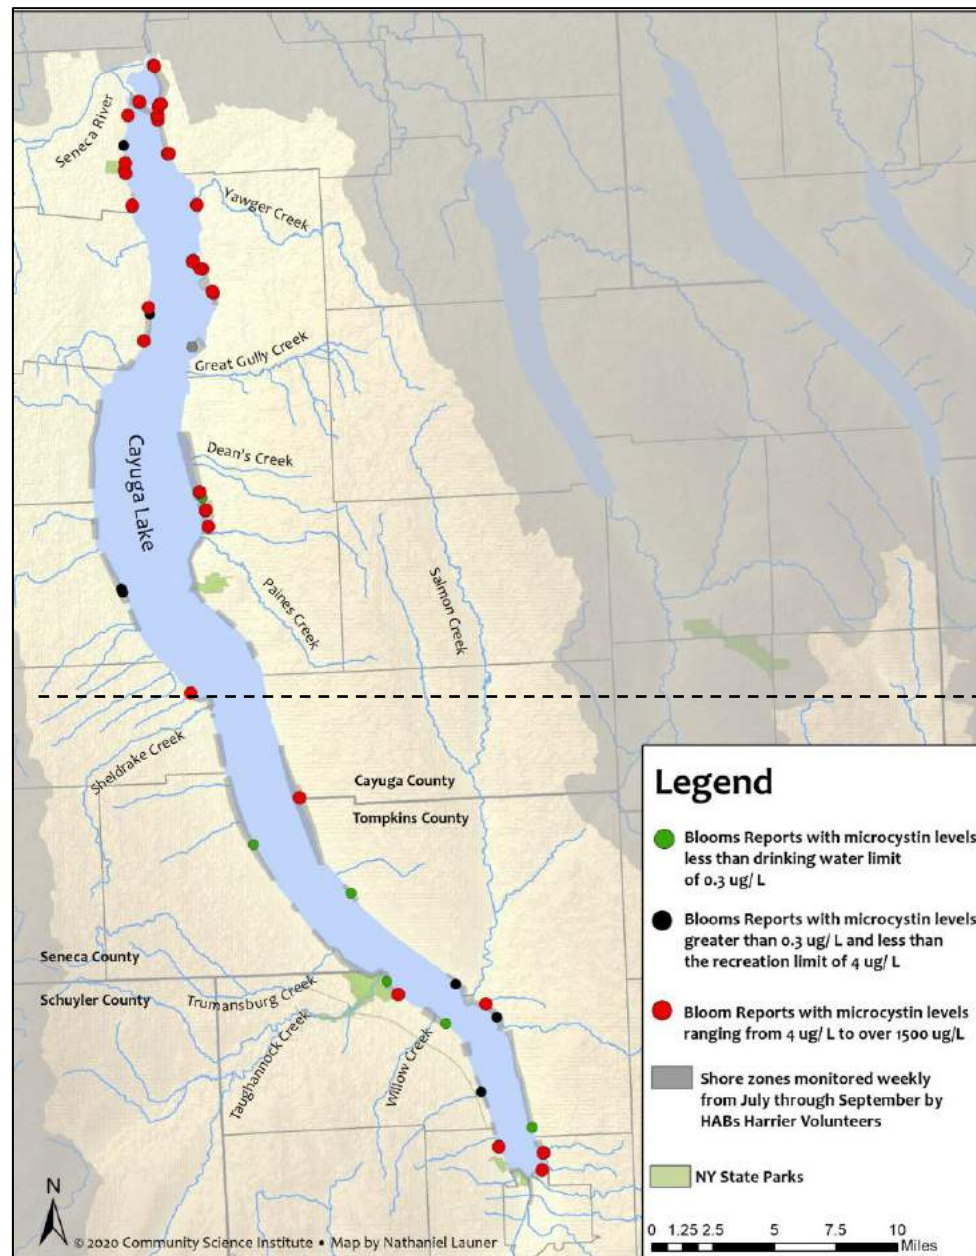 Seneca River
Yawger Creek
Great Gully Creek
Dean's Creek
Cayuga Lake
Salmon Creek
Paines Creek
Sheldrake Creek
Cayuga County
Tompkins County
Seneca County
Schuyler County
Trumansburg Creek
Taughannock Creek
Willow Creek
Legend
Blooms Reports with microcystin levels
less than drinking water limit
of 0.3 ug/ L
Blooms Reports with microcystin levels
greater than 0.3 ug/ L and less than
the recreation limit of 4 ug/ L
Bloom Reports with microcystin levels
ranging from 4 ug/ L to over 1500 ug/L
Shore zones monitored weekly
from July through September by
HABs Harrier Volunteers
NY State Parks
0 1.25 2.5 5 7.5 10
Miles
N
© 2020 Community Science Institute • Map by Nathaniel Launer